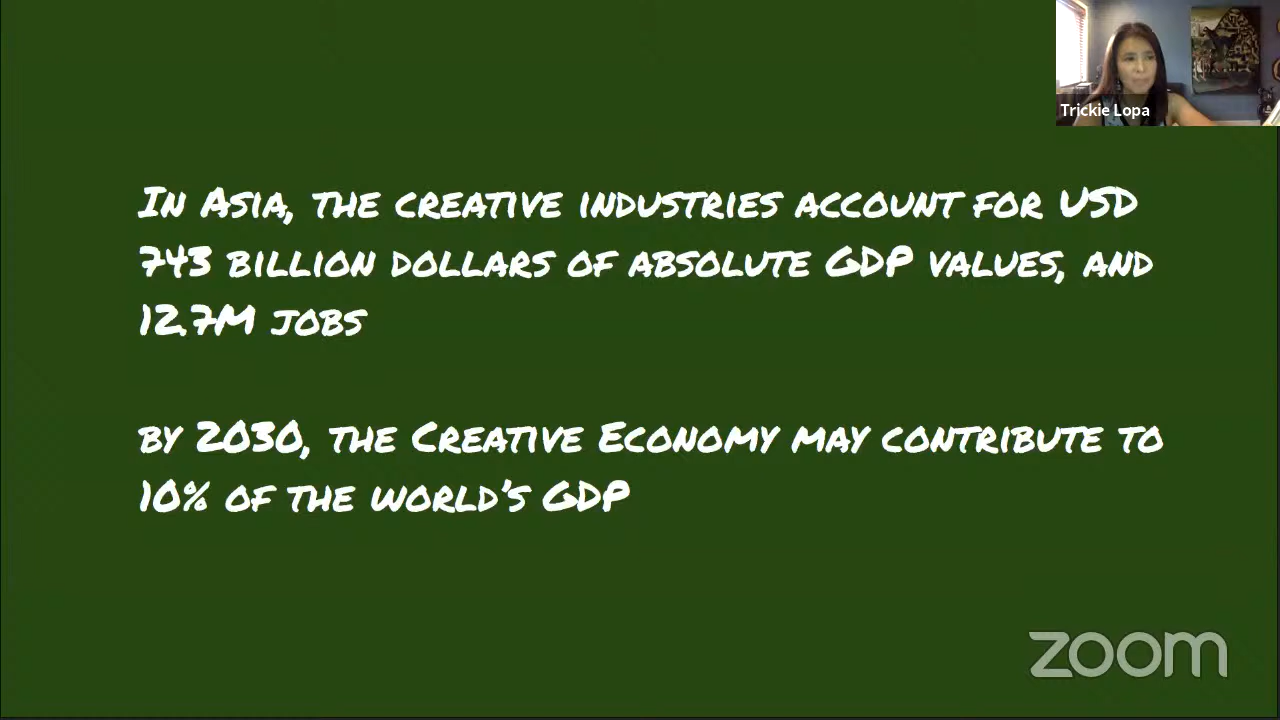 Trickie Lopa
In Asia, the creative industries account for USD
743 billion dollars of absolute GDP values, and
12.7M jobs
by 2030, the Creative Economy may contribute to
10% of the world's GDP
zoom